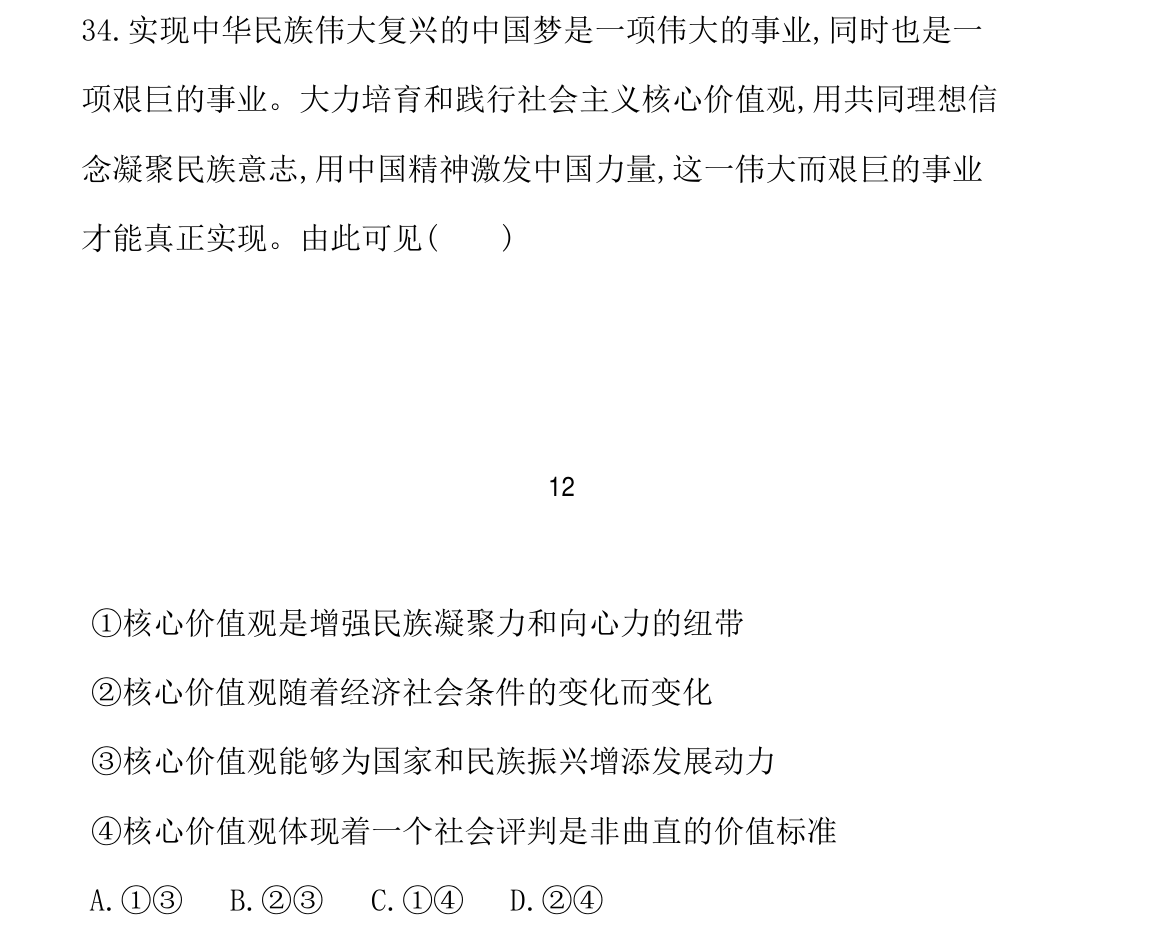 34.实现中华民族伟大复兴的中国梦是一项伟大的事业,同时也是一
项艰巨的事业。大力培育和践行社会主义核心价值观,用共同理想信
念凝聚民族意志,用中国精神激发中国力量,这一伟大而艰巨的事业
才能真正实现。由此可见(　　)
12
①核心价值观是增强民族凝聚力和向心力的纽带
②核心价值观随着经济社会条件的变化而变化
③核心价值观能够为国家和民族振兴增添发展动力
④核心价值观体现着一个社会评判是非曲直的价值标准
A.①③　B.②③　C.①④　D.②④